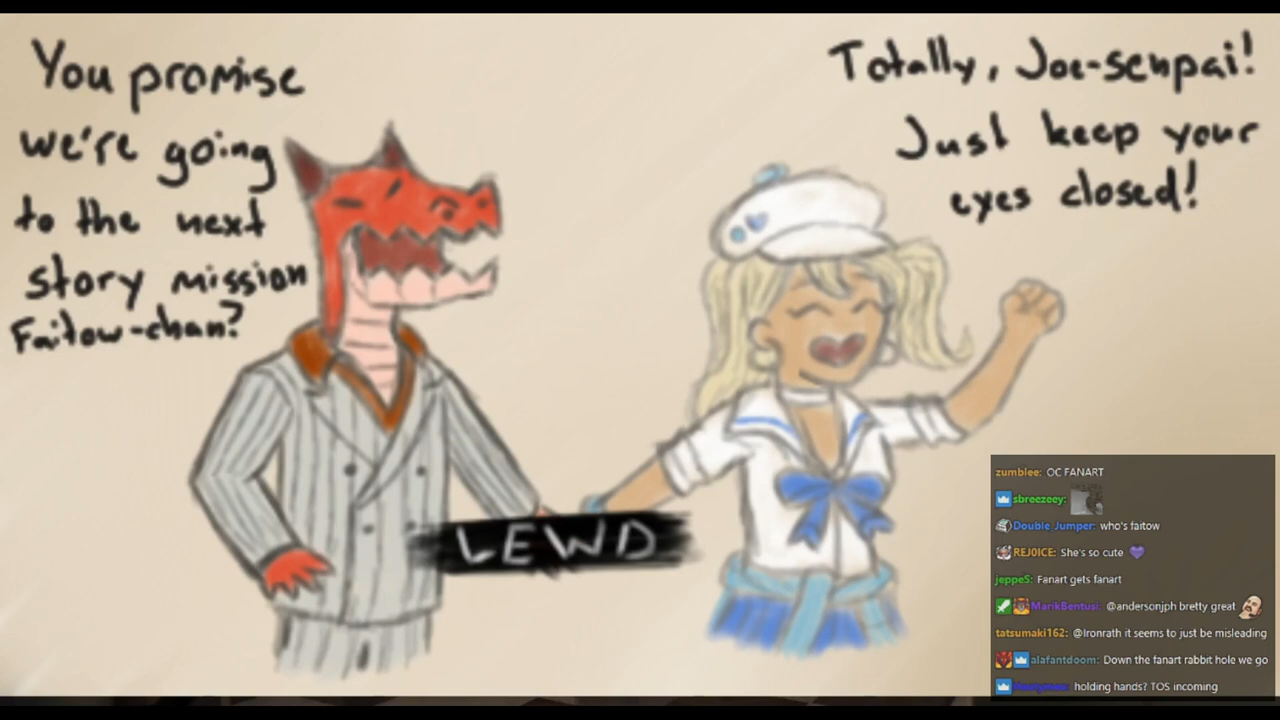 You promise
we're going
to the next
story mission
Faitow-chan?
Totally, Joe-senpai!
Just keep your
eyes closed!
LEWD
zumblee: OC FANART
sbreezeey:
Double_Jumper: who's faitow
REJ0ICE: She's so cute
jeppeS: Fanart gets fanart
MarikBentusi: @andersonjph bretty great
tatsumaki162: @Ironrath it seems to just be misleading
alafantdoom: Down the fanart rabbit hole we go
holding hands? TOS incoming